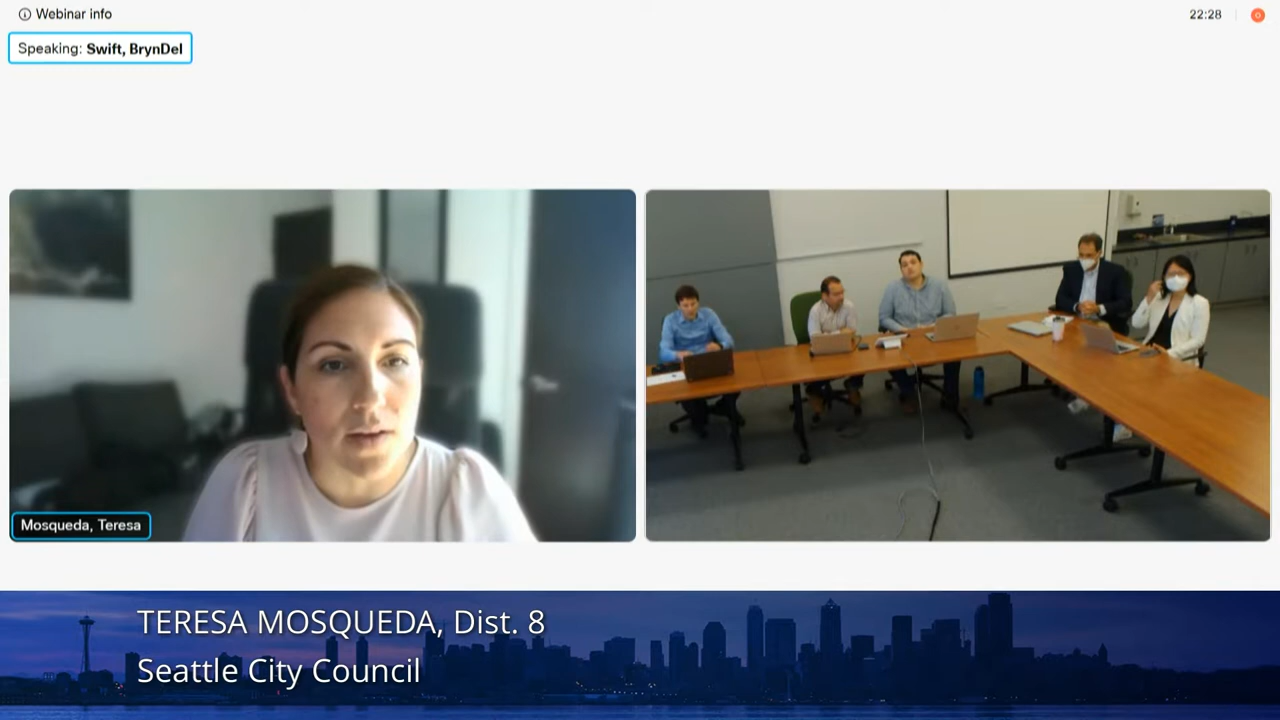 Webinar info
22:28
Speaking: Swift, BrynDel
Mosqueda, Teresa
TERESA MOSQUEDA, Dist. 8
Seattle City Council